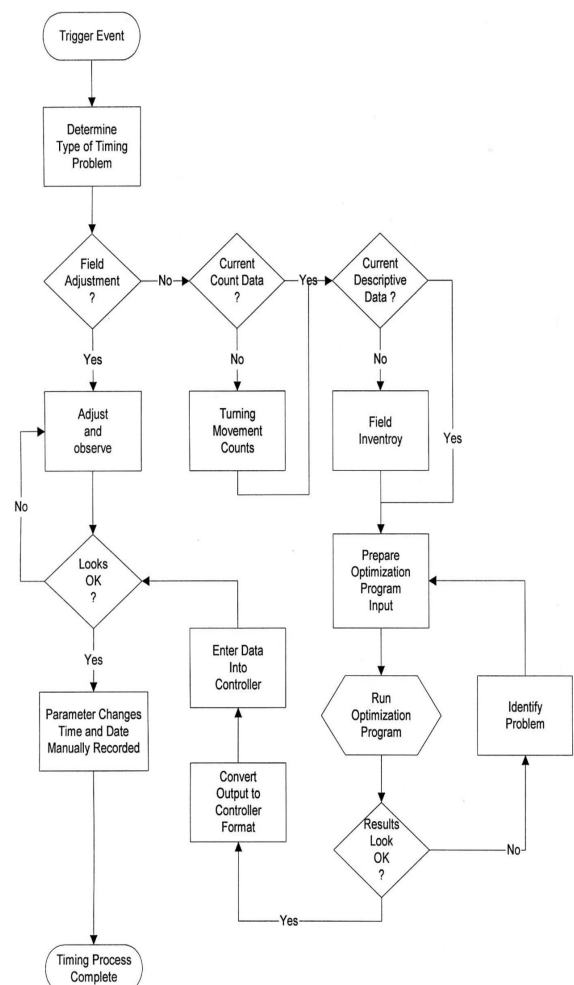 Trigger Event
Determine
Type of Timing
Problem
Field
Adjustment
?
No
Current
Count Data
?
Yes
Current
Descriptive
Data ?
Yes
No
No
Adjust
and
observe
Turning
Movement
Counts
Field
Inventroy
Yes
No
Looks
OK
?
Prepare
Optimization
Program
Input
Enter Data
Into
Controller
Yes
Run
Optimization
Program
Identify
Problem
Parameter Changes
Time and Date
Manually Recorded
Convert
Output to
Controller
Format
Results
Look
OK
?
No
Yes
Timing Process
Complete